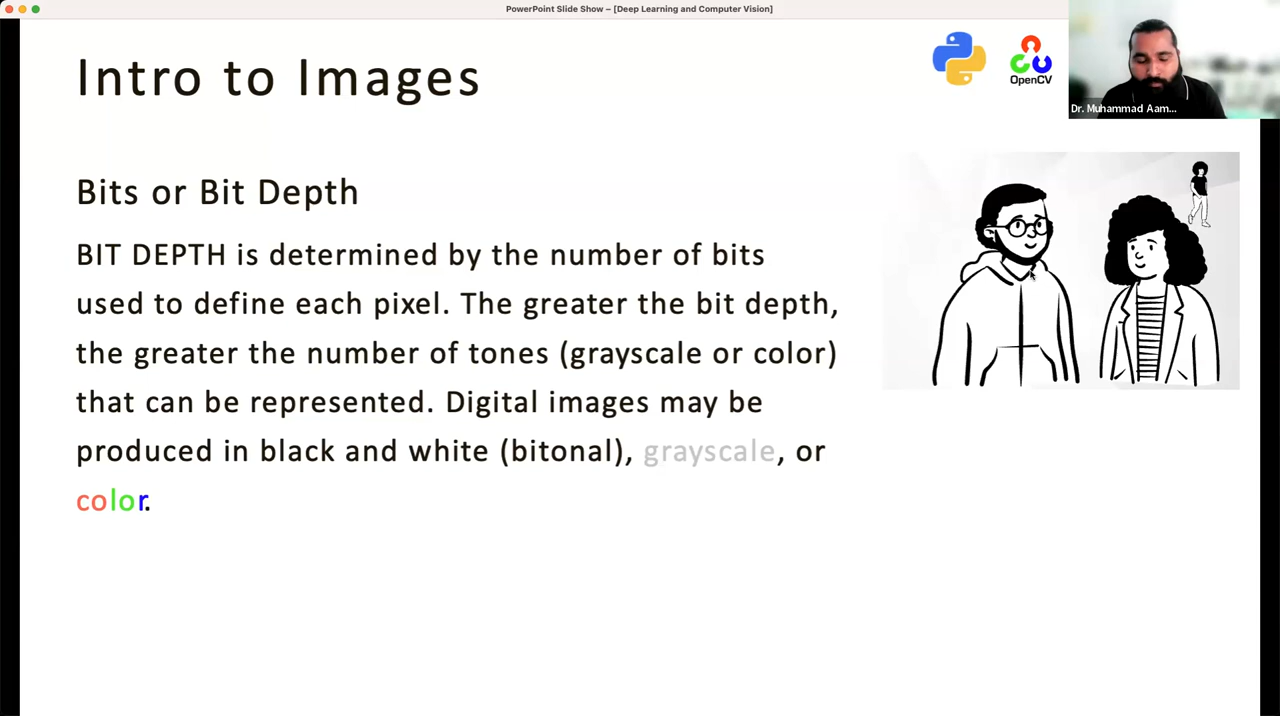 PowerPoint Slide Show – [Deep Learning and Computer Vision]
Intro to Images
OpenCV
Dr. Muhammad Aam...
Bits or Bit Depth
BIT DEPTH is determined by the number of bits
used to define each pixel. The greater the bit depth,
the greater the number of tones (grayscale or color)
that can be represented. Digital images may be
produced in black and white (bitonal), grayscale, or
color.